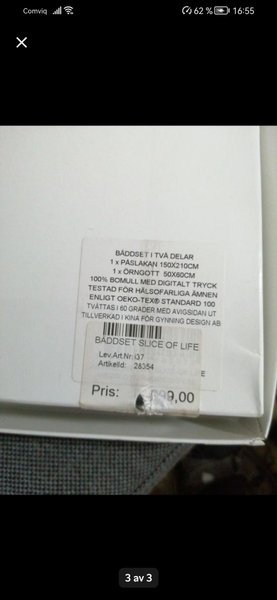 Comviq
62 %
16:55
BÄDDSET I TVÅ DELAR
1 x PÅSLAKAN 150X210CM
1 x ÖRNGOTT 50X60CM
100% BOMULL MED DIGITALT TRYCK
TESTAD FÖR HÄLSOFARLIGA ÄMNEN
ENLIGT OEKO-TEX® STANDARD 100
TVÄTTAS I 60 GRADER MED AVIGSIDAN UT
TILLVERKAD I KINA FÖR GYNNING DESIGN AB
BÄDDSET SLICE OF LIFE
Lev.Art.Nr: 37
ArtikelId: 28354
Pris: 99,00
3 av 3